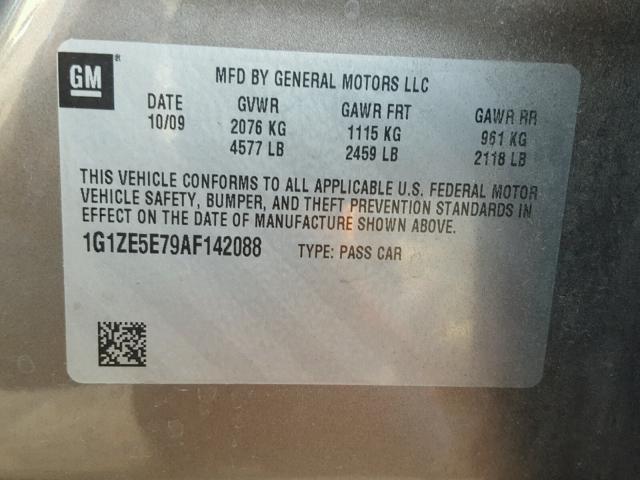 GM®
MFD BY GENERAL MOTORS LLC
DATE GVWR GAWR FRT GAWR RR
10/09 2076 KG 1115 KG 961 KG
4577 LB 2459 LB 2118 LB
THIS VEHICLE CONFORMS TO ALL APPLICABLE U.S. FEDERAL MOTOR
VEHICLE SAFETY, BUMPER, AND THEFT PREVENTION STANDARDS IN
EFFECT ON THE DATE OF MANUFACTURE SHOWN ABOVE.
1G1ZE5E79AF142088 TYPE: PASS CAR